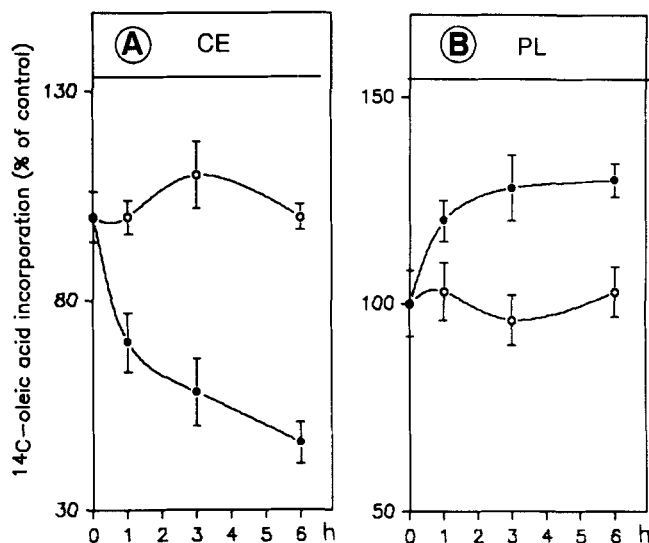 A CE
B PL
14C-oleic acid incorporation (% of control)
130
80
30
0 1 2 3 4 5 6 h
150
100
50
0 1 2 3 4 5 6 h